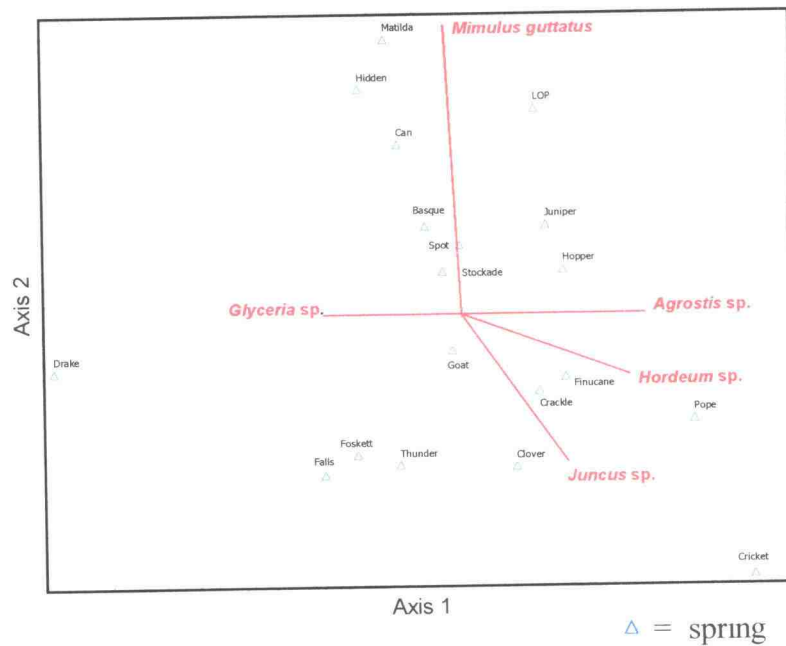 Matilda
Mimulus guttatus
Hidden
LOP
Can
Basque
Juniper
Spot
Hopper
Stockade
Glyceria sp.
Agrostis sp.
Axis 2
Drake
Goat
Finucane
Hordeum sp.
Crackle
Pope
Foskett
Thunder
Clover
Falls
Juncus sp.
Cricket
Axis 1
△ = spring